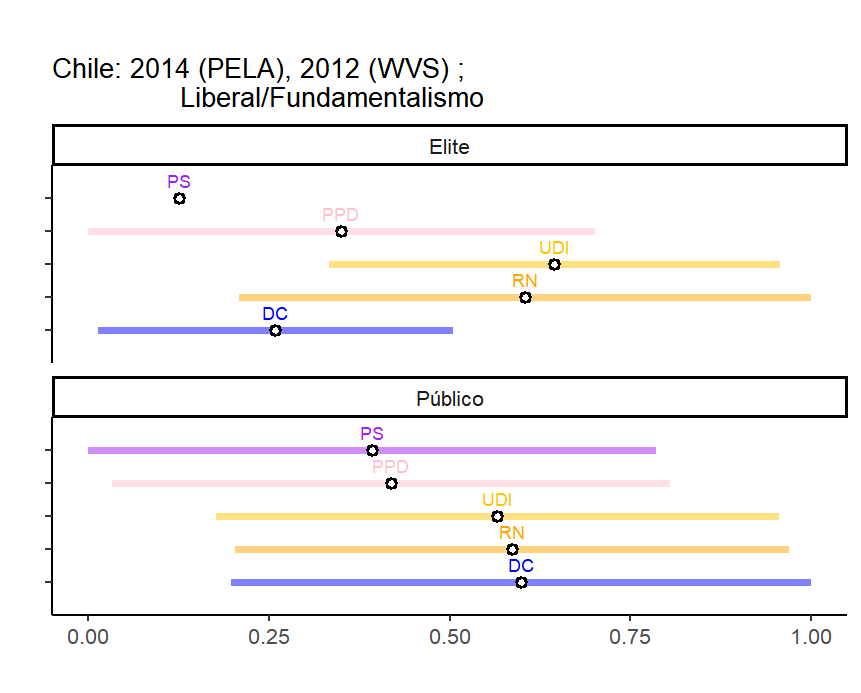 Chile: 2014 (PELA), 2012 (WVS) ;
Liberal/Fundamentalismo
Elite
PS
PPD
UDI
RN
DC
Público
PS
PPD
UDI
RN
DC
0.00 0.25 0.50 0.75 1.00